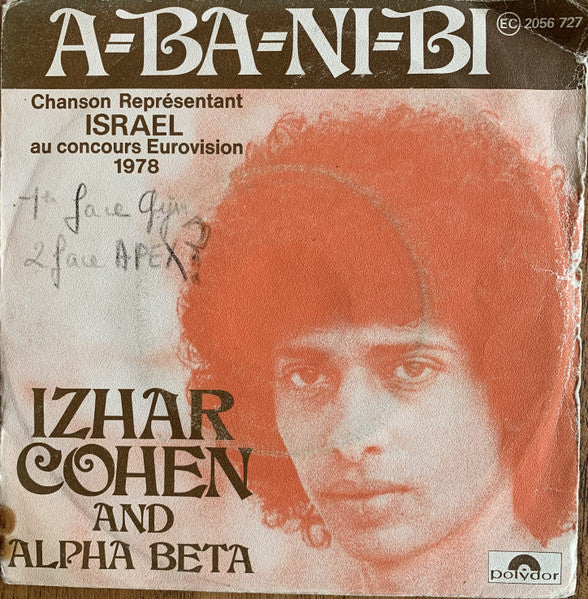 A=BA=NI=BI
EC 2056 727
Chanson Représentant
ISRAEL
au concours Eurovision
1978
face
2 face APEX
IZHAR
COHEN
AND
ALPHA BETA
polydor